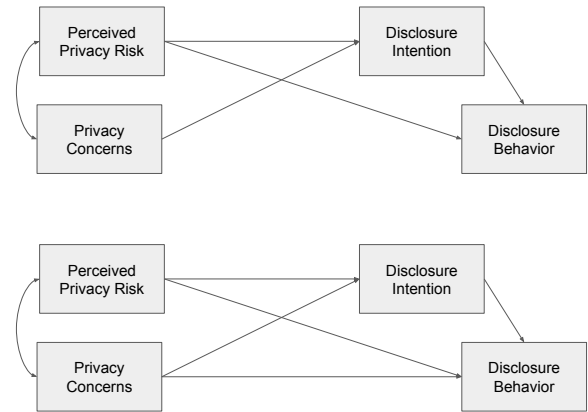 Perceived
Privacy Risk
Disclosure
Intention
Privacy
Concerns
Disclosure
Behavior
Perceived
Privacy Risk
Disclosure
Intention
Privacy
Concerns
Disclosure
Behavior